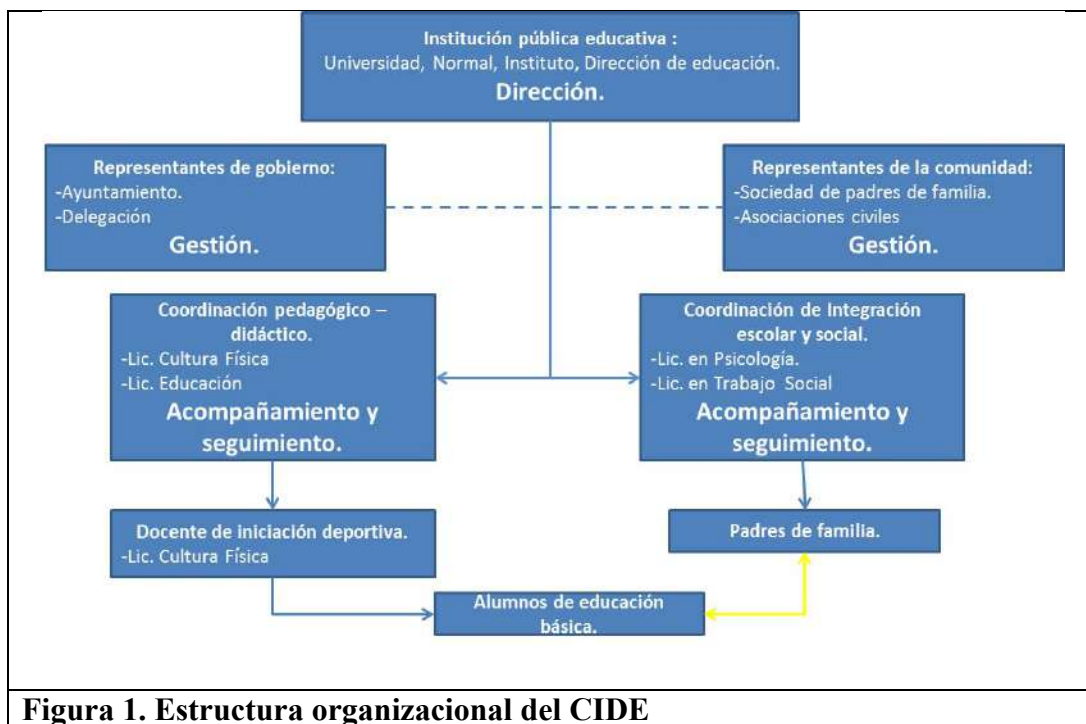 Institución pública educativa :
Universidad, Normal, Instituto, Dirección de educación.
Dirección.
Representantes de gobierno:
-Ayuntamiento.
-Delegación
Gestión.
Representantes de la comunidad:
-Sociedad de padres de familia.
-Asociaciones civiles
Gestión.
Coordinación pedagógico –
didáctico.
-Lic. Cultura Física
-Lic. Educación
Acompañamiento y
seguimiento.
Coordinación de Integración
escolar y social.
-Lic. en Psicología.
-Lic. en Trabajo Social
Acompañamiento y
seguimiento.
Docente de iniciación deportiva.
-Lic. Cultura Física
Padres de familia.
Alumnos de educación
básica.
Figura 1. Estructura organizacional del CIDE